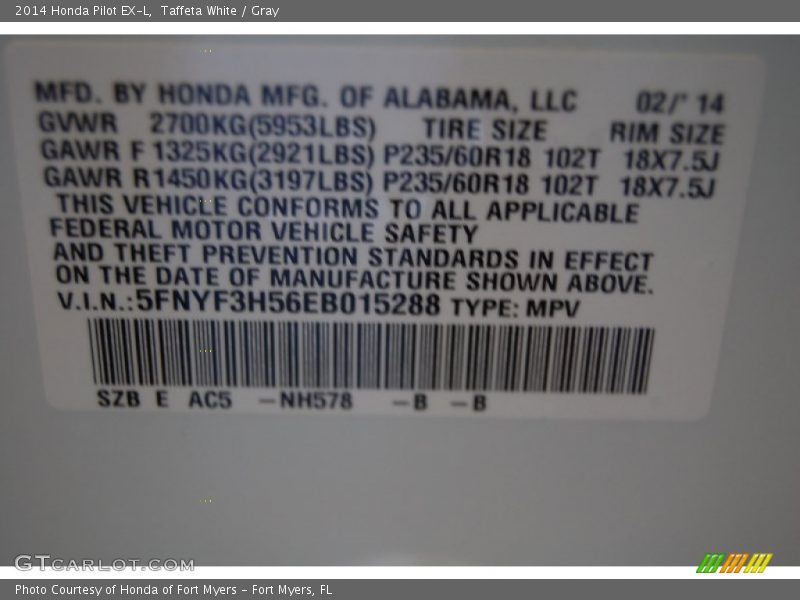 2014 Honda Pilot EX-L, Taffeta White / Gray
MFD. BY HONDA MFG. OF ALABAMA, LLC 02/" 14
GVWR 2700KG(5953LBS) TIRE SIZE RIM SIZE
GAWR F 1325KG(2921LBS) P235/60R18 102T 18X7.5J
GAWR R1450KG(3197LBS) P235/60R18 102T 18X7.5J
THIS VEHICLE CONFORMS TO ALL APPLICABLE
FEDERAL MOTOR VEHICLE SAFETY
AND THEFT PREVENTION STANDARDS IN EFFECT
ON THE DATE OF MANUFACTURE SHOWN ABOVE.
V.I.N.:5FNYF3H56EB015288 TYPE: MPV
SZB E AC5 -NH578 -B -B
GTCARLOT.COM
Photo Courtesy of Honda of Fort Myers - Fort Myers, FL